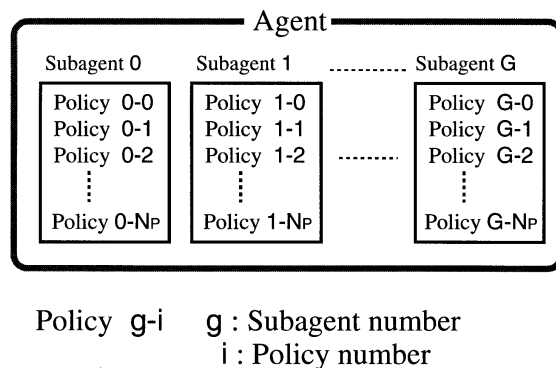 Agent
Subagent 0 Subagent 1 Subagent G
Policy 0-0 Policy 1-0 Policy G-0
Policy 0-1 Policy 1-1 Policy G-1
Policy 0-2 Policy 1-2 Policy G-2
Policy 0-NP Policy 1-NP Policy G-NP
Policy g-i g : Subagent number
i : Policy number